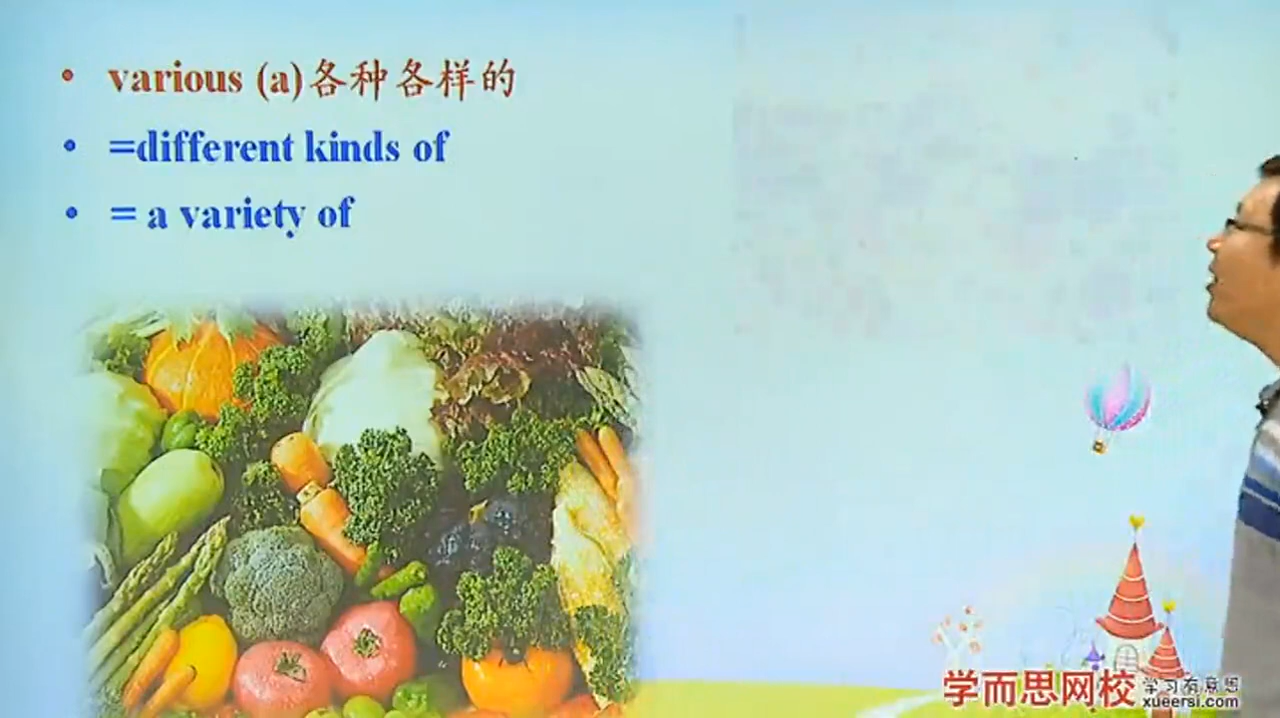 various (a)各种各样的
=different kinds of
= a variety of
学而思网校
学习有意思
xueersi.com